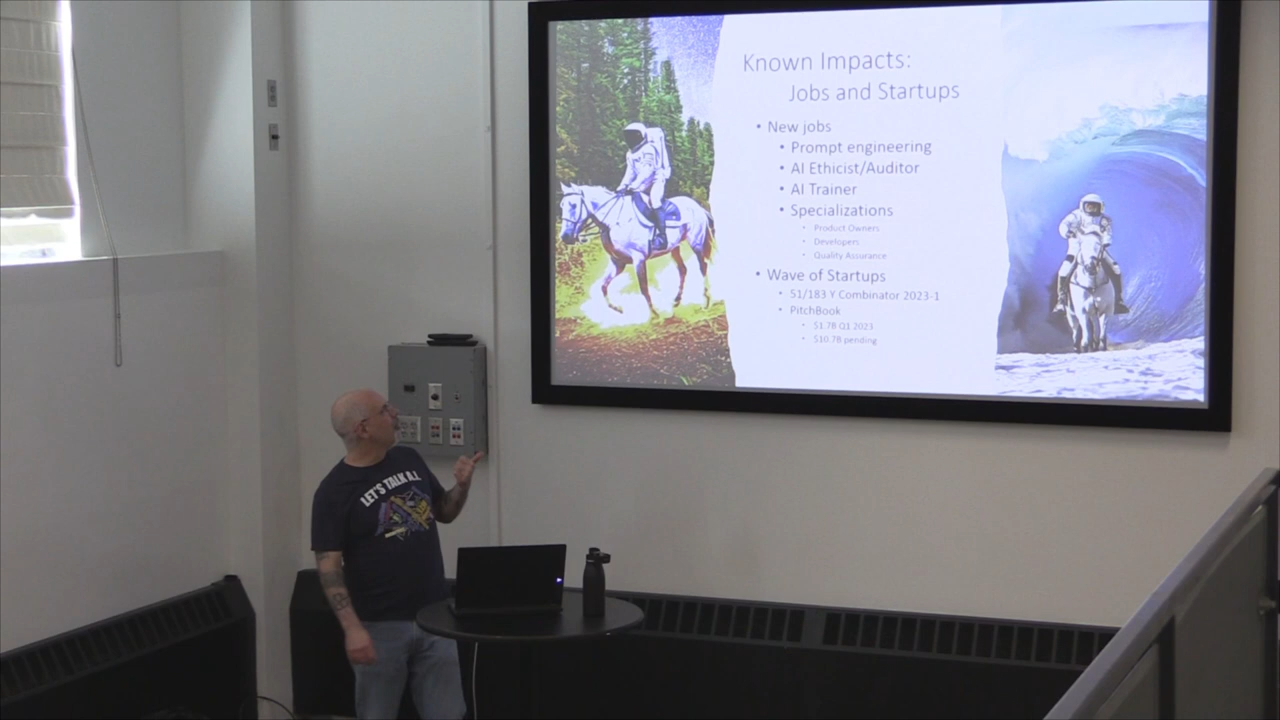 Known Impacts:
Jobs and Startups
• New jobs
• Prompt engineering
• AI Ethicist/Auditor
• AI Trainer
• Specializations
• Product Owners
• Developers
• Quality Assurance
• Wave of Startups
• 51/183 Y Combinator 2023-1
• PitchBook
• $1.7B Q1 2023
• $10.7B pending
LET'S TALK A.I.